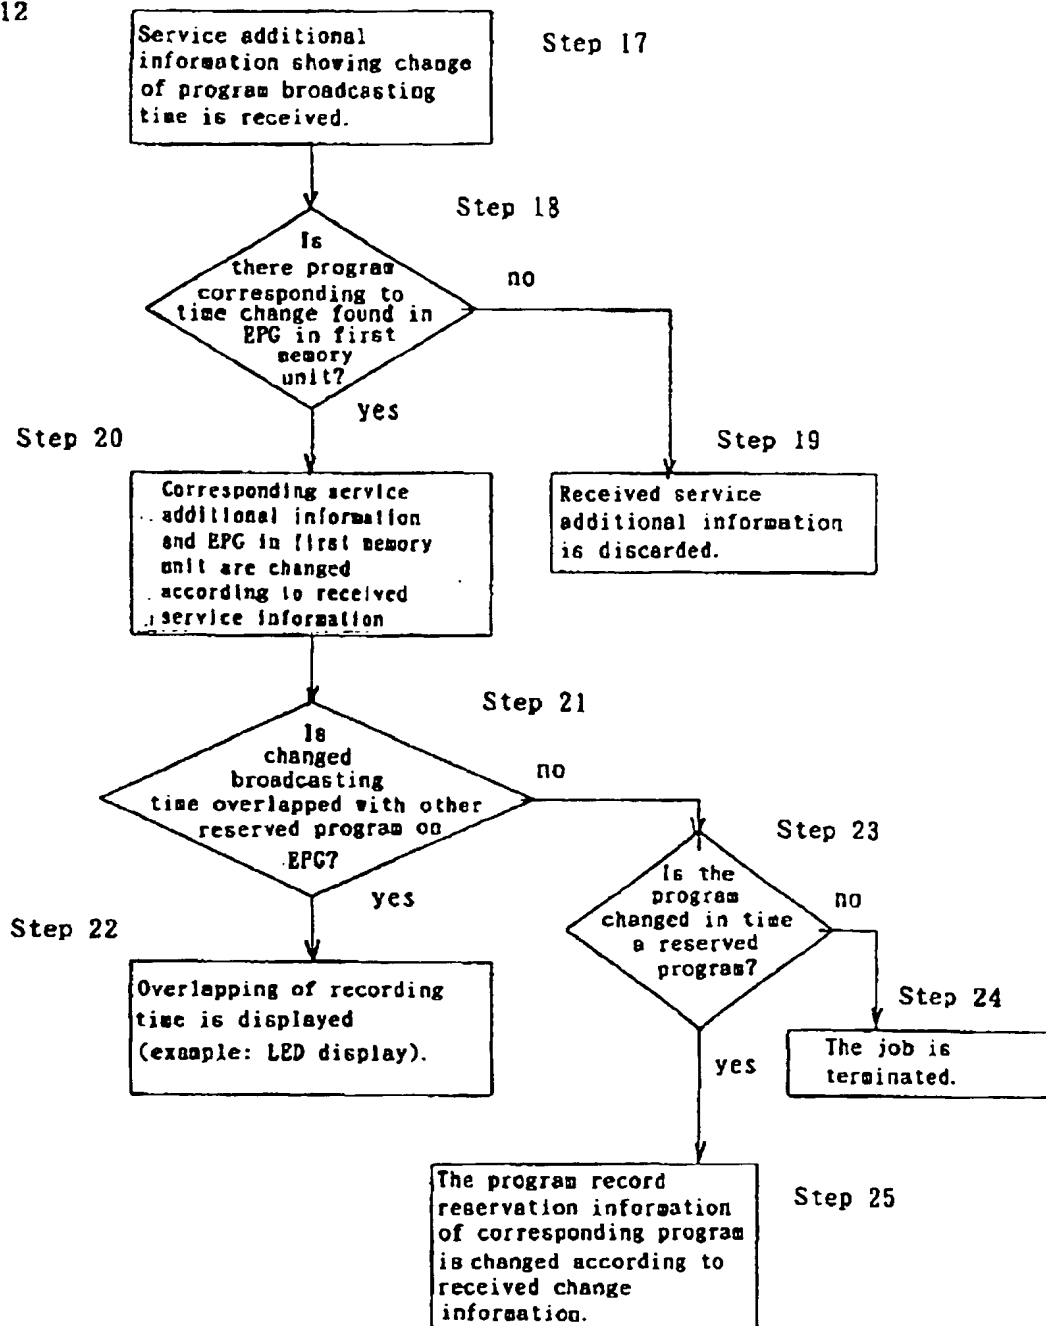 12
Service additional
information showing change
of program broadcasting
time is received.
Step 17
Step 18
Is
there program
corresponding to
time change found in
EPG in first
memory
unit?
no
yes
Step 20
Step 19
Corresponding service
additional information
and EPG in first memory
unit are changed
according to received
service information
Received service
additional information
is discarded.
Step 21
Is
changed
broadcasting
time overlapped with other
reserved program on
EPG?
no
yes
Step 23
Is the
program
changed in time
a reserved
program?
no
yes
Step 22
Overlapping of recording
time is displayed
(example: LED display).
Step 24
The job is
terminated.
Step 25
The program record
reservation information
of corresponding program
is changed according to
received change
information.